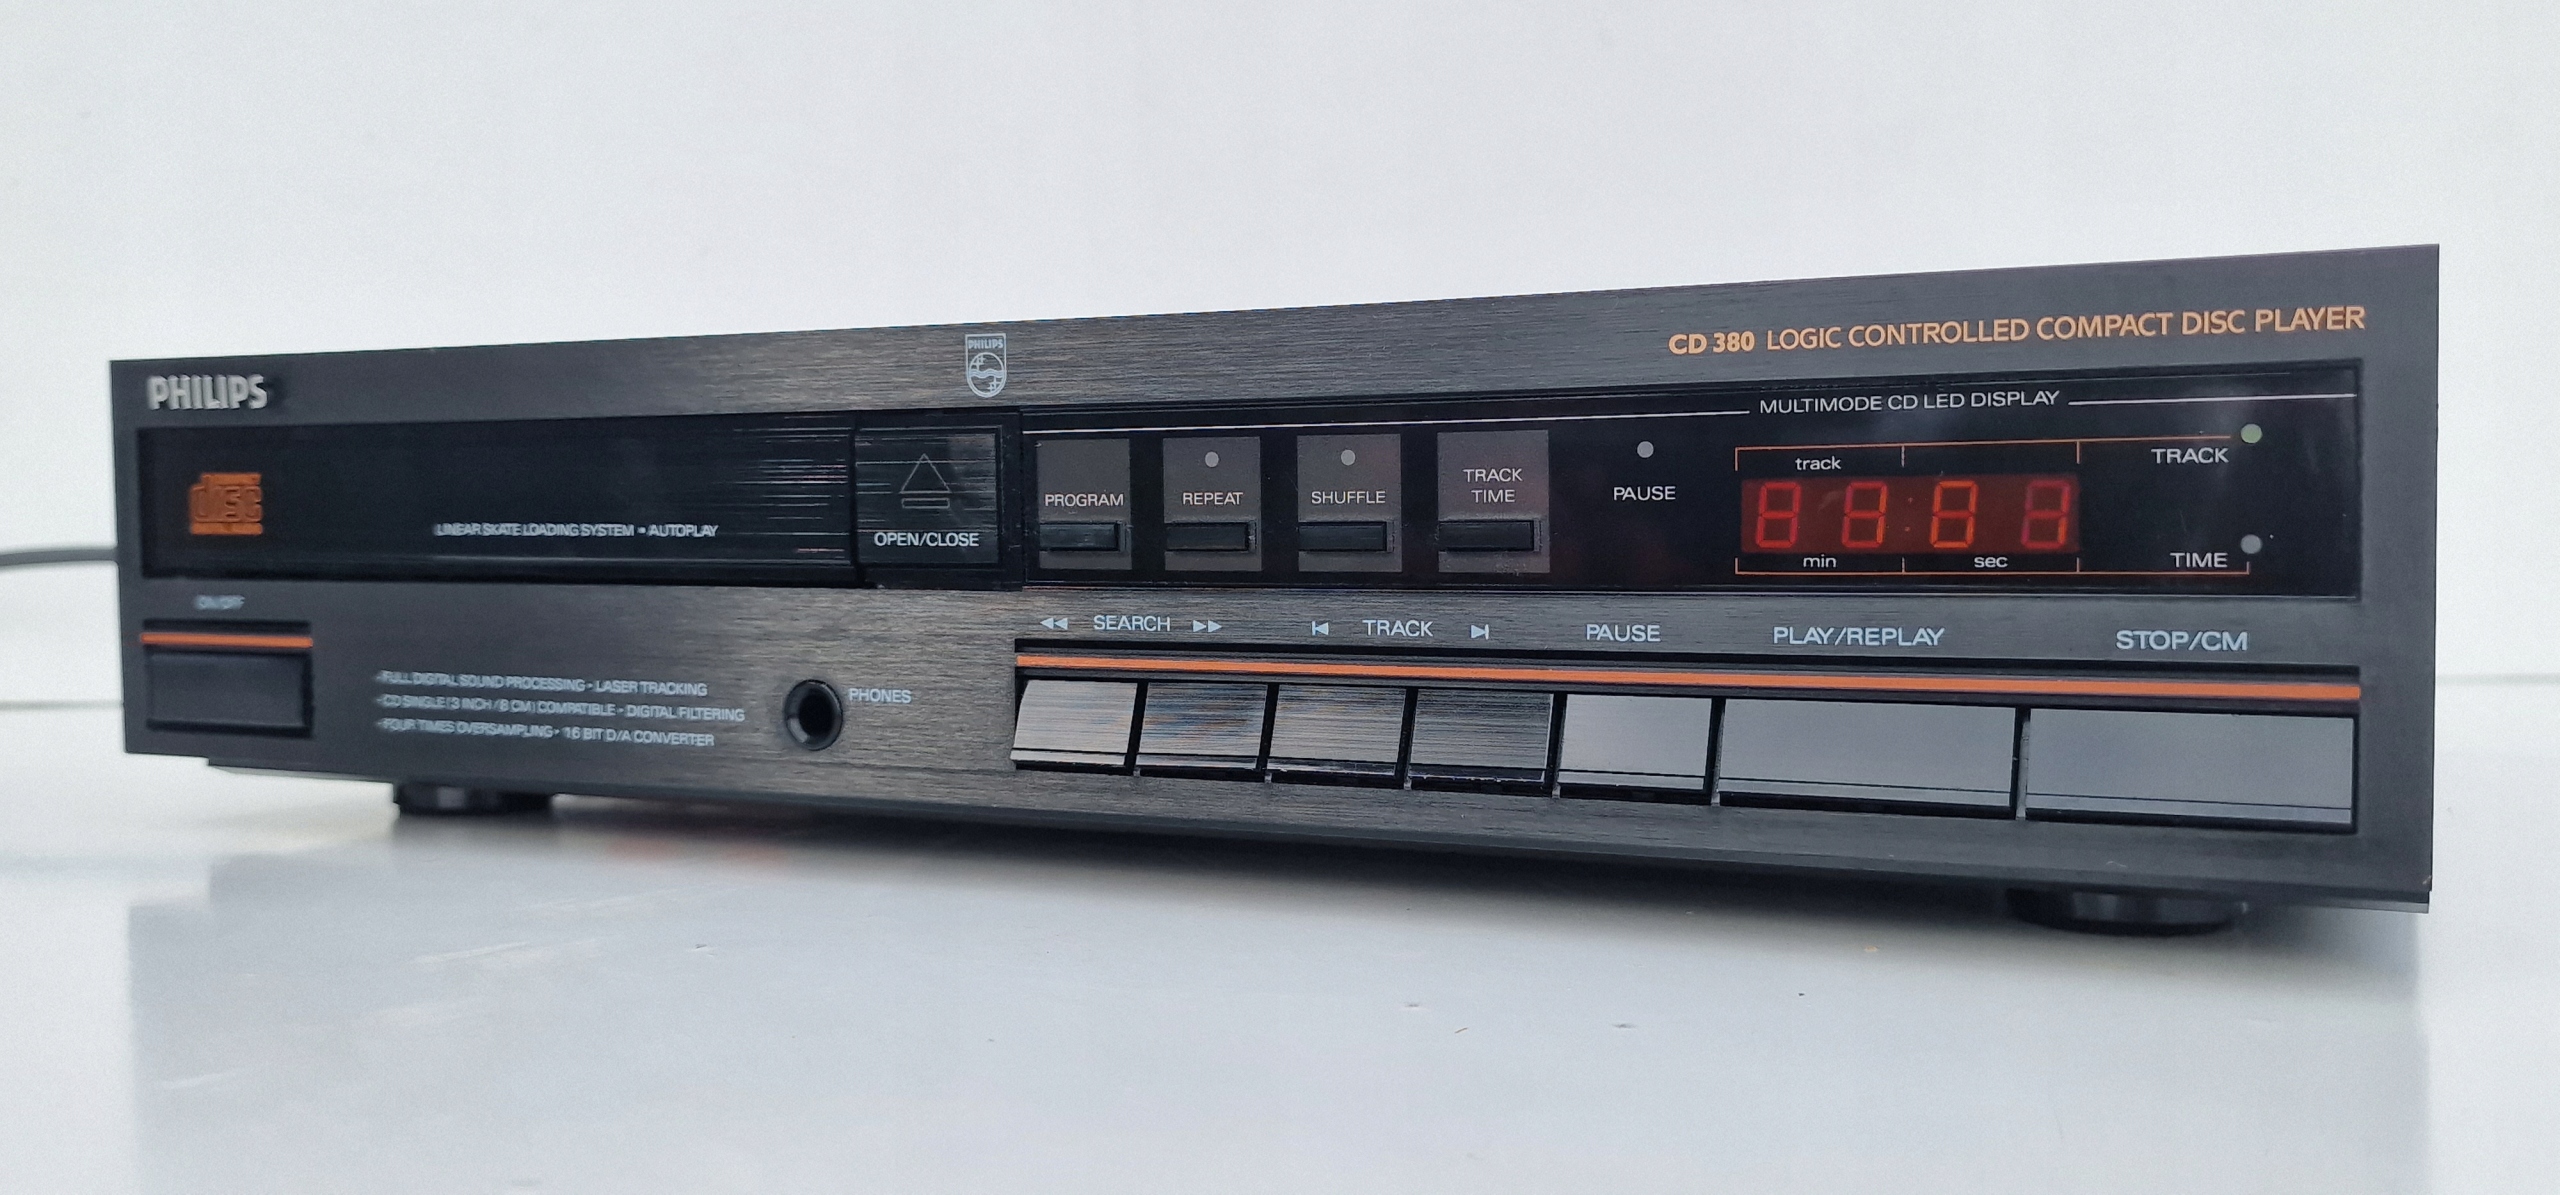 PHILIPS
PHILIPS
CD 380 LOGIC CONTROLLED COMPACT DISC PLAYER
MULTIMODE CD LED DISPLAY
disc
LINEAR SKATE LOADING SYSTEM • AUTOPLAY
OPEN/CLOSE
PROGRAM
REPEAT
SHUFFLE
TRACK
TIME
PAUSE
track
TRACK
min
sec
TIME
ON/OFF
• FULL DIGITAL SOUND PROCESSING • LASER TRACKING
• CD SINGLE (3 INCH / 8 CM) COMPATIBLE • DIGITAL FILTERING
• FOUR TIMES OVERSAMPLING • 16 BIT D/A CONVERTER
PHONES
SEARCH
TRACK
PAUSE
PLAY/REPLAY
STOP/CM